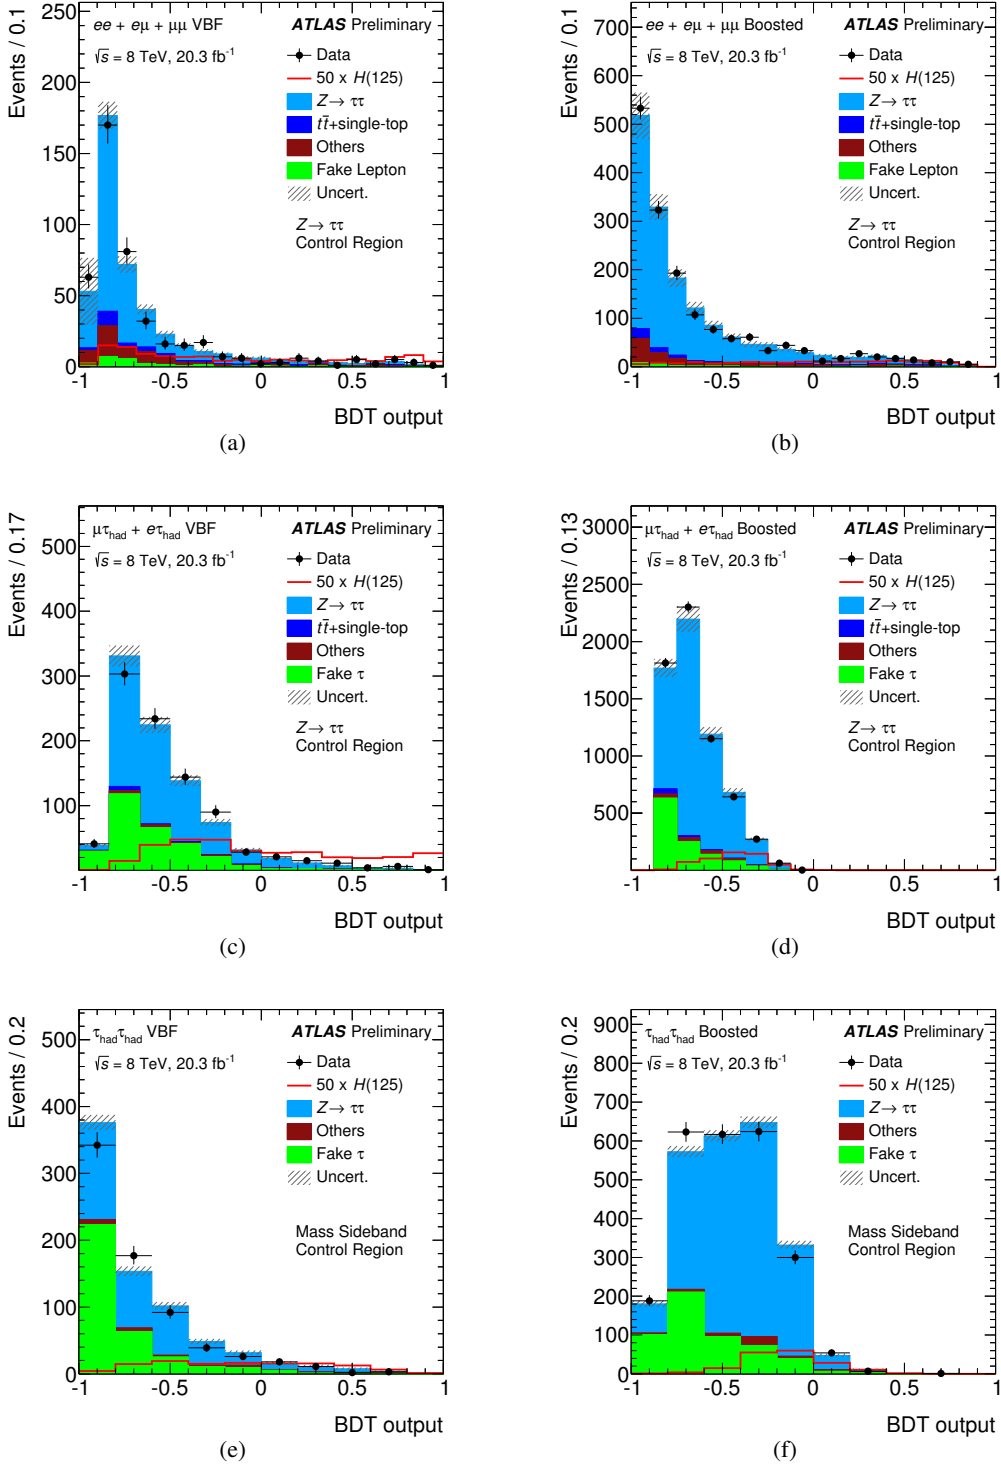 Events / 0.1
250
200
150
100
50
0
ee + eμ + μμ VBF
√s = 8 TeV, 20.3 fb⁻¹
ATLAS Preliminary
Data
50 x H(125)
Z→ ττ
tt̅+single-top
Others
Fake Lepton
Uncert.
Z→ ττ
Control Region
-1 -0.5 0 0.5 1
BDT output
(a)
Events / 0.1
700
600
500
400
300
200
100
0
ee + eμ + μμ Boosted
√s = 8 TeV, 20.3 fb⁻¹
ATLAS Preliminary
Data
50 x H(125)
Z→ ττ
tt̅+single-top
Others
Fake Lepton
Uncert.
Z→ ττ
Control Region
-1 -0.5 0 0.5 1
BDT output
(b)
Events / 0.17
500
400
300
200
100
μτhad + eτhad VBF
√s = 8 TeV, 20.3 fb⁻¹
ATLAS Preliminary
Data
50 x H(125)
Z→ ττ
tt̅+single-top
Others
Fake τ
Uncert.
Z→ ττ
Control Region
-1 -0.5 0 0.5 1
BDT output
(c)
Events / 0.13
3000
2500
2000
1500
1000
500
μτhad + eτhad Boosted
√s = 8 TeV, 20.3 fb⁻¹
ATLAS Preliminary
Data
50 x H(125)
Z→ ττ
tt̅+single-top
Others
Fake τ
Uncert.
Z→ ττ
Control Region
-1 -0.5 0 0.5 1
BDT output
(d)
Events / 0.2
500
400
300
200
100
0
τhadτhad VBF
√s = 8 TeV, 20.3 fb⁻¹
ATLAS Preliminary
Data
50 x H(125)
Z→ ττ
Others
Fake τ
Uncert.
Mass Sideband
Control Region
-1 -0.5 0 0.5 1
BDT output
(e)
Events / 0.2
900
800
700
600
500
400
300
200
100
0
τhadτhad Boosted
√s = 8 TeV, 20.3 fb⁻¹
ATLAS Preliminary
Data
50 x H(125)
Z→ ττ
Others
Fake τ
Uncert.
Mass Sideband
Control Region
-1 -0.5 0 0.5 1
BDT output
(f)